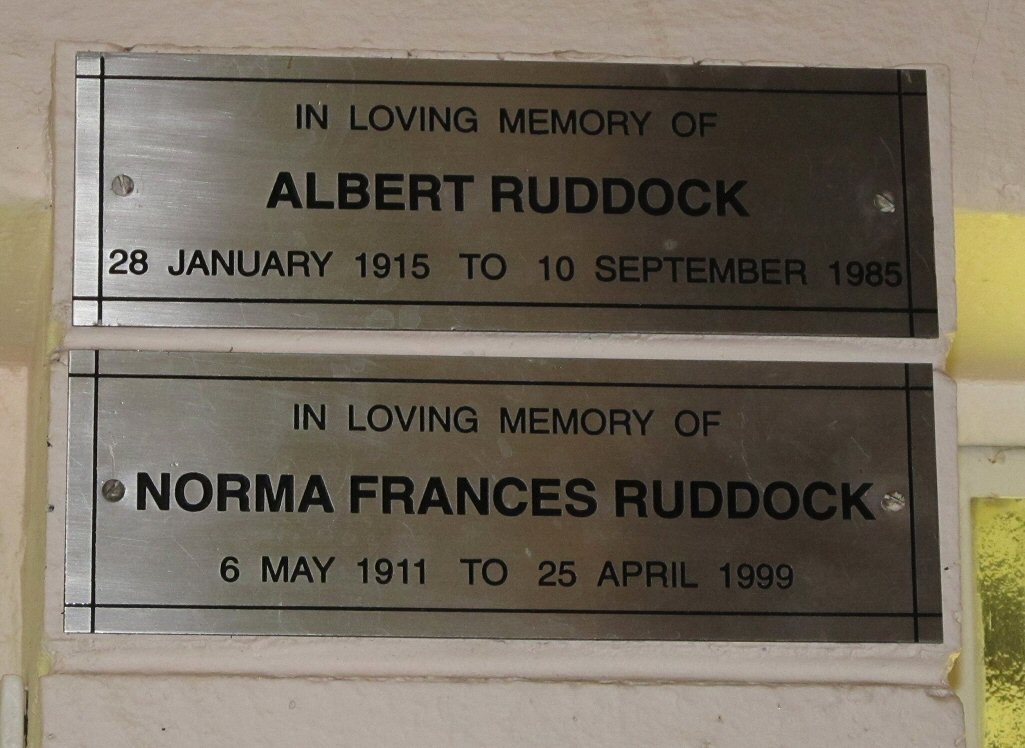 IN LOVING MEMORY OF
ALBERT RUDDOCK
28 JANUARY 1915 TO 10 SEPTEMBER 1985
IN LOVING MEMORY OF
NORMA FRANCES RUDDOCK
6 MAY 1911 TO 25 APRIL 1999